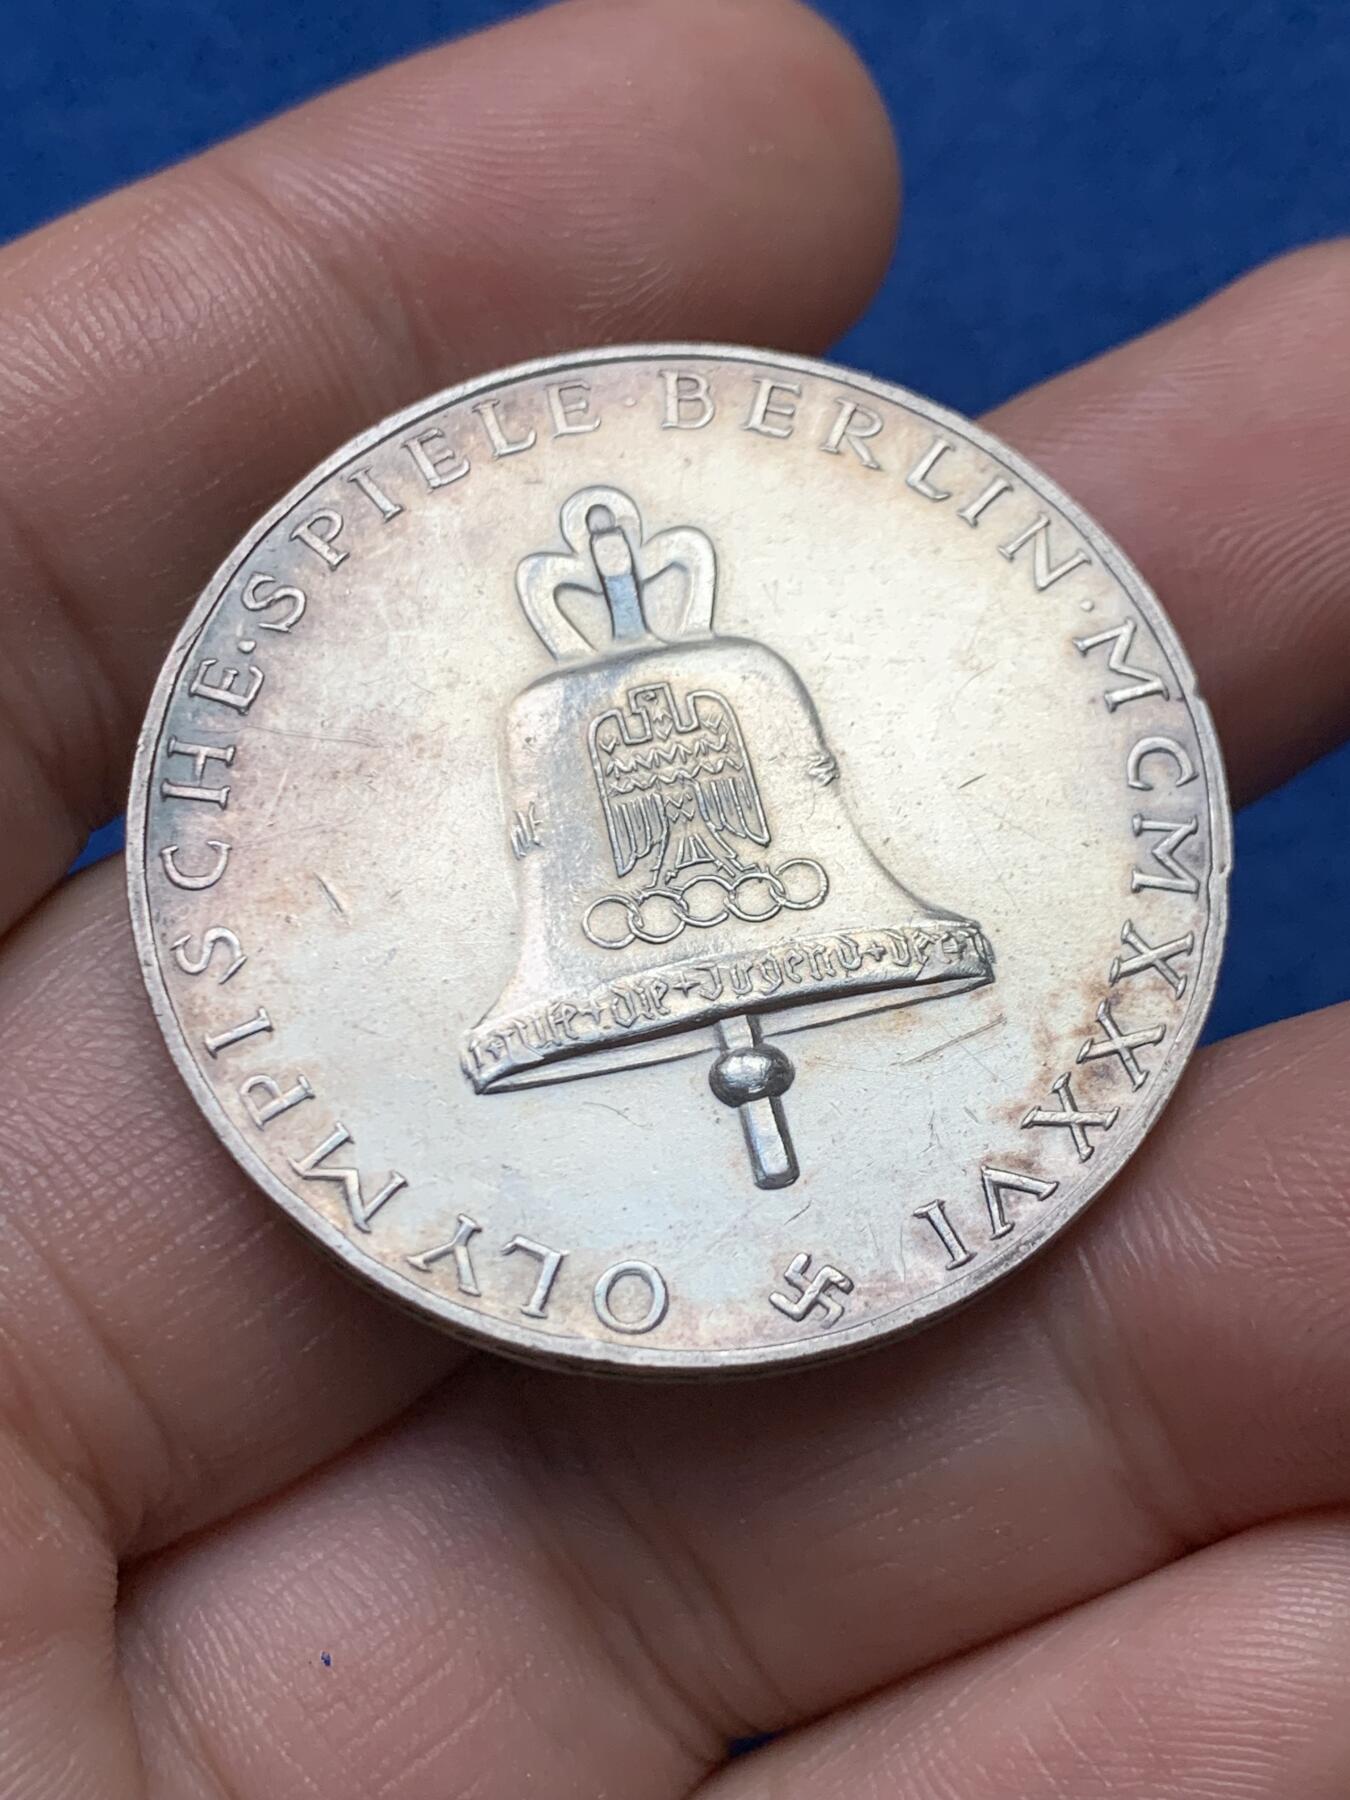 OLYMPISCHE·SPIELE·BERLIN·MCMXXXVI
rufe+die+Jugend+der+